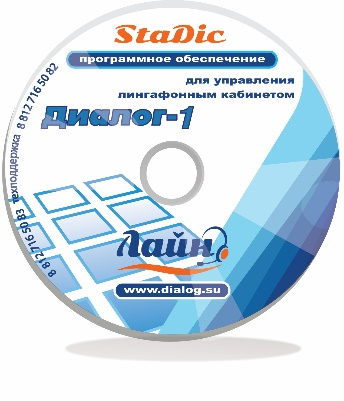 StaDic
программное обеспечение
для управления
лингафонным кабинетом
Диалог-1
техподдержка 8 812 716 50 82
8 812 716 50 83
Лайн
www.dialog.su